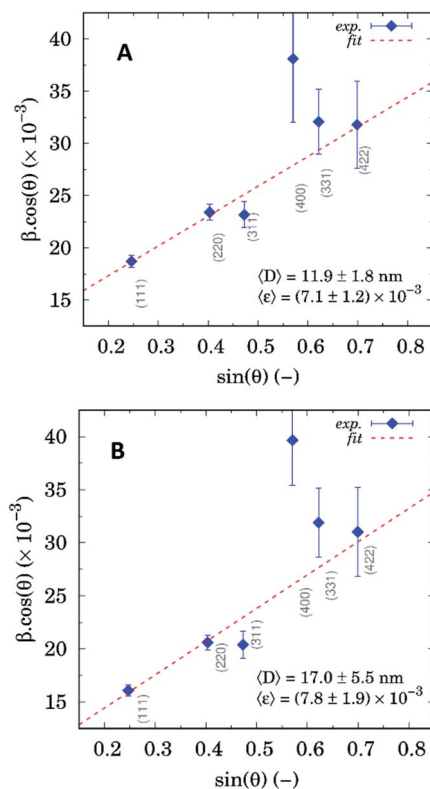 A
exp.
fit
40
35
30
25
20
15
β.cos(θ) (× 10⁻³)
(111)
(220)
(311)
(400)
(331)
(422)
⟨D⟩ = 11.9 ± 1.8 nm
⟨ε⟩ = (7.1 ± 1.2) × 10⁻³
0.2 0.3 0.4 0.5 0.6 0.7 0.8
sin(θ) (−)
B
exp.
fit
40
35
30
25
20
15
β.cos(θ) (× 10⁻³)
(111)
(220)
(311)
(400)
(331)
(422)
⟨D⟩ = 17.0 ± 5.5 nm
⟨ε⟩ = (7.8 ± 1.9) × 10⁻³
0.2 0.3 0.4 0.5 0.6 0.7 0.8
sin(θ) (−)